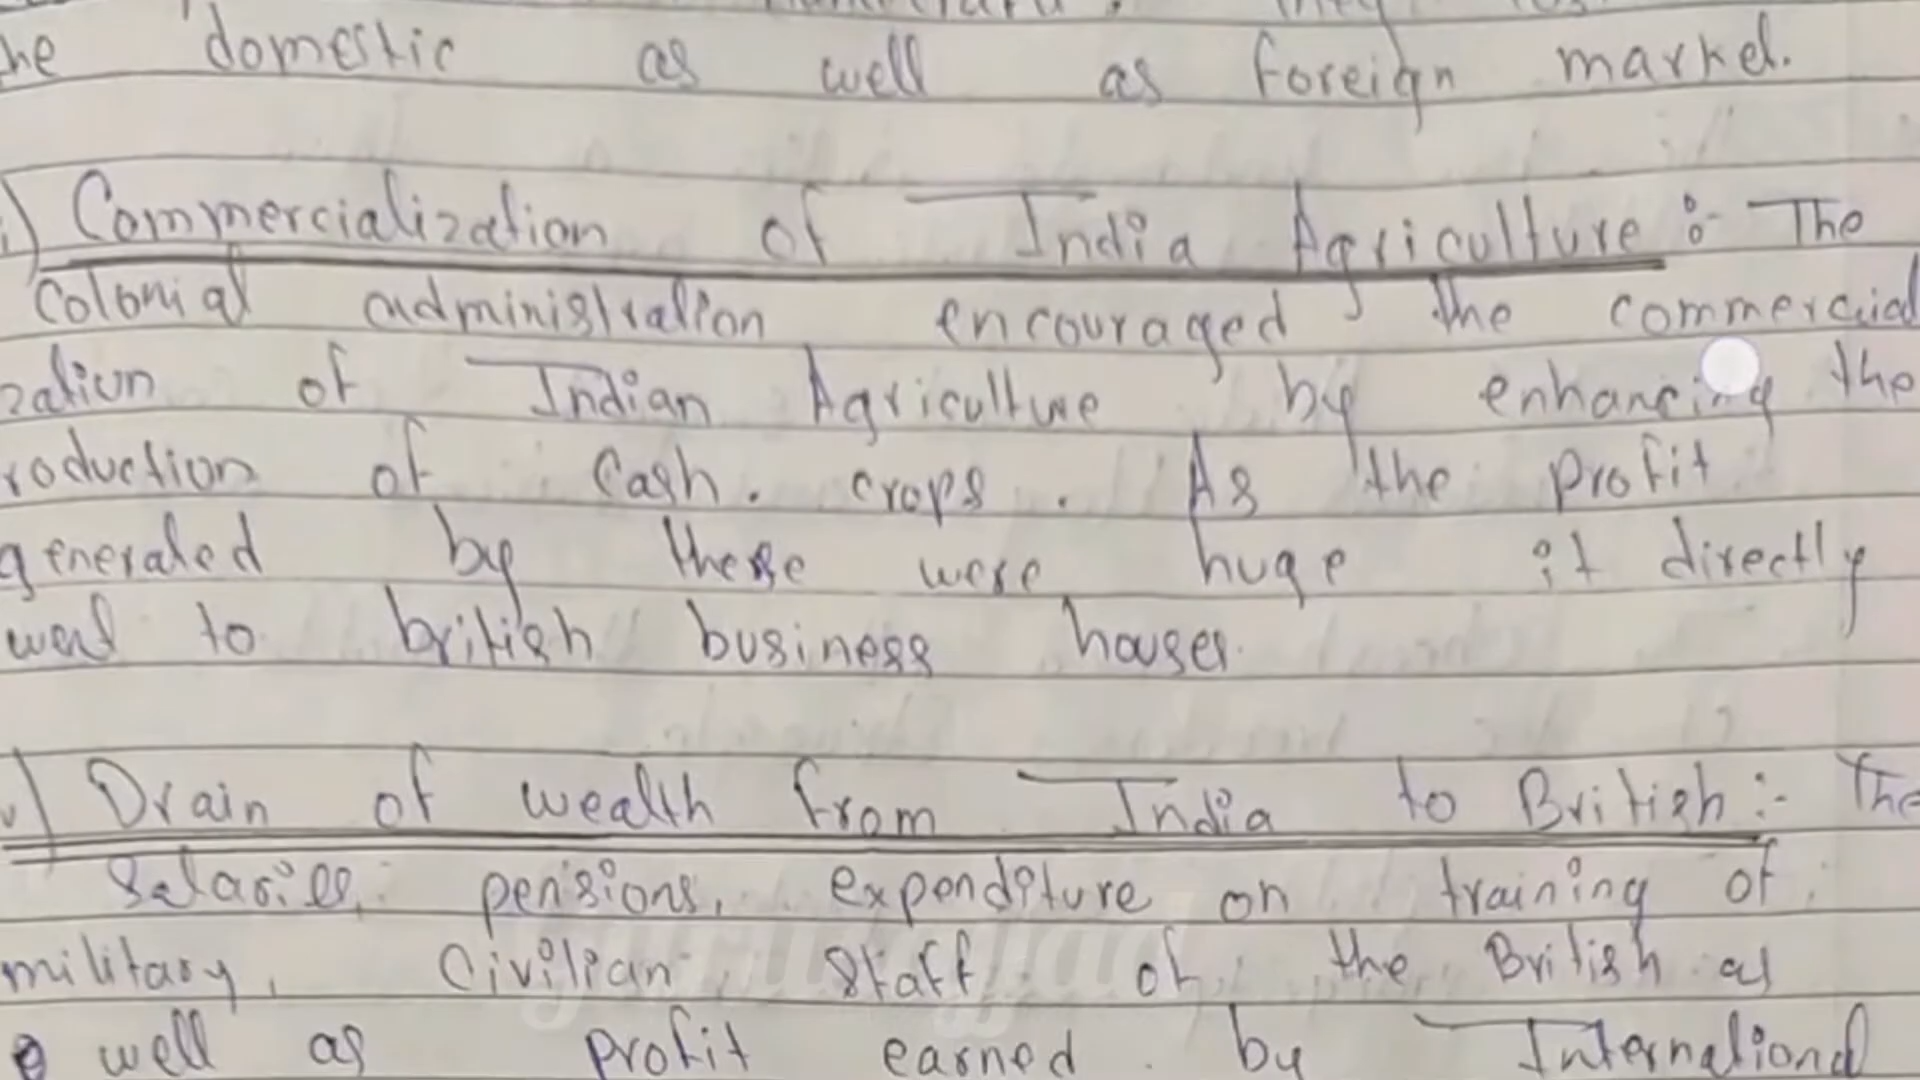 he domestic as well as foreign market.
i) Commercialization of India Agriculture :- The
Colonial administration encouraged the commercial
zation of Indian Agriculture by enhancing the
roduction of Cash. crops. As the profit
generated by these were huge it directly
went to british business houses.
v) Drain of wealth from India to British :- The
Salaries, pensions, expenditure on training of
military, Civilian Staff of the British as
well as profit earned by International